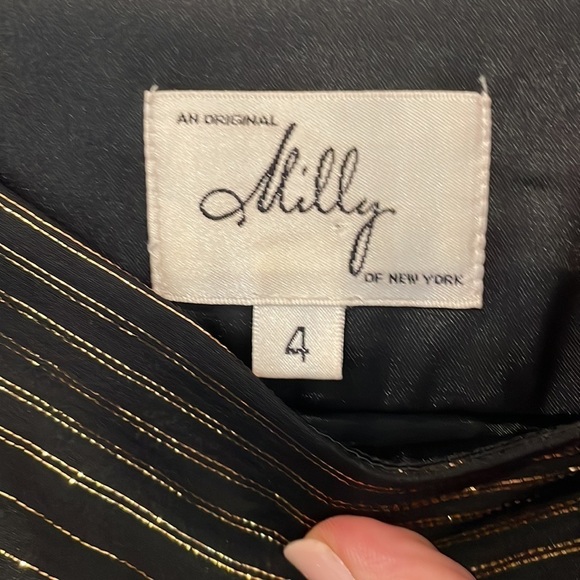 AN ORIGINAL
Milly
OF NEW YORK
4